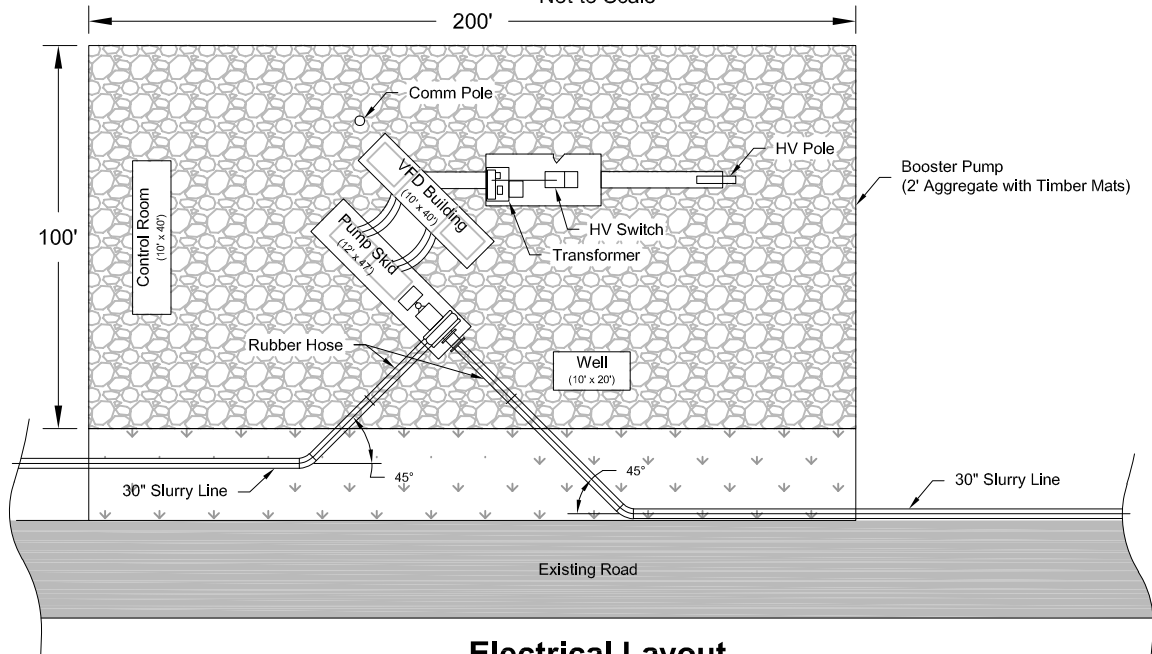 Not to Scale
200'
100'
Comm Pole
HV Pole
Booster Pump
(2' Aggregate with Timber Mats)
VFD Building
(10' x 40')
Control Room
(10' x 40')
HV Switch
Transformer
Pump Skid
(12' x 47')
Rubber Hose
Well
(10' x 20')
45°
30" Slurry Line
45°
30" Slurry Line
Existing Road
Electrical Layout